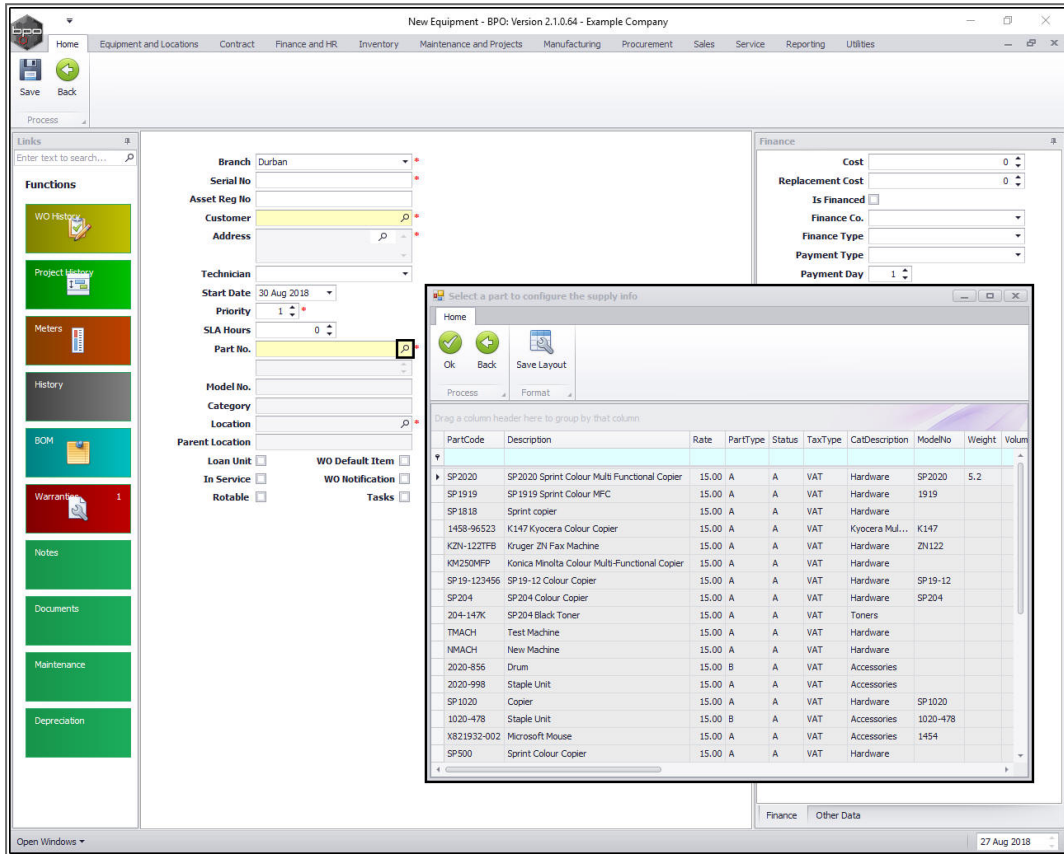 New Equipment - BPO: Version 2.1.0.64 - Example Company
bpo
Home Equipment and Locations Contract Finance and HR Inventory Maintenance and Projects Manufacturing Procurement Sales Service Reporting Utilities
Save Back
Process
Links
Enter text to search...
Functions
WO History
Project History
Meters
History
BOM
Warranties 1
Notes
Documents
Maintenance
Depreciation
Branch Durban *
Serial No *
Asset Reg No
Customer *
Address *
Technician
Start Date 30 Aug 2018
Priority 1 *
SLA Hours 0
Part No. *
Model No.
Category
Location *
Parent Location
Loan Unit WO Default Item
In Service WO Notification
Rotable Tasks
Finance
Cost 0
Replacement Cost 0
Is Financed
Finance Co.
Finance Type
Payment Type
Payment Day 1
Select a part to configure the supply info
Home
Ok Back Save Layout
Process Format
Drag a column header here to group by that column
PartCode Description Rate PartType Status TaxType CatDescription ModelNo Weight Volum
SP2020 SP2020 Sprint Colour Multi Functional Copier 15.00 A A VAT Hardware SP2020 5.2
SP1919 SP1919 Sprint Colour MFC 15.00 A A VAT Hardware 1919
SP1818 Sprint copier 15.00 A A VAT Hardware
1458-96523 K147 Kyocera Colour Copier 15.00 A A VAT Kyocera Mul... K147
KZN-122TFB Kruger ZN Fax Machine 15.00 A A VAT Hardware ZN122
KM250MFP Konica Minolta Colour Multi-Functional Copier 15.00 A A VAT Hardware
SP19-123456 SP19-12 Colour Copier 15.00 A A VAT Hardware SP19-12
SP204 SP204 Colour Copier 15.00 A A VAT Hardware SP204
204-147K SP204 Black Toner 15.00 A A VAT Toners
TMACH Test Machine 15.00 A A VAT Hardware
NMACH New Machine 15.00 A A VAT Hardware
2020-856 Drum 15.00 B A VAT Accessories
2020-998 Staple Unit 15.00 A A VAT Accessories
SP1020 Copier 15.00 A A VAT Hardware SP1020
1020-478 Staple Unit 15.00 B A VAT Accessories 1020-478
X821932-002 Microsoft Mouse 15.00 A A VAT Accessories 1454
SP500 Sprint Colour Copier 15.00 A A VAT Hardware
Finance Other Data
Open Windows 27 Aug 2018